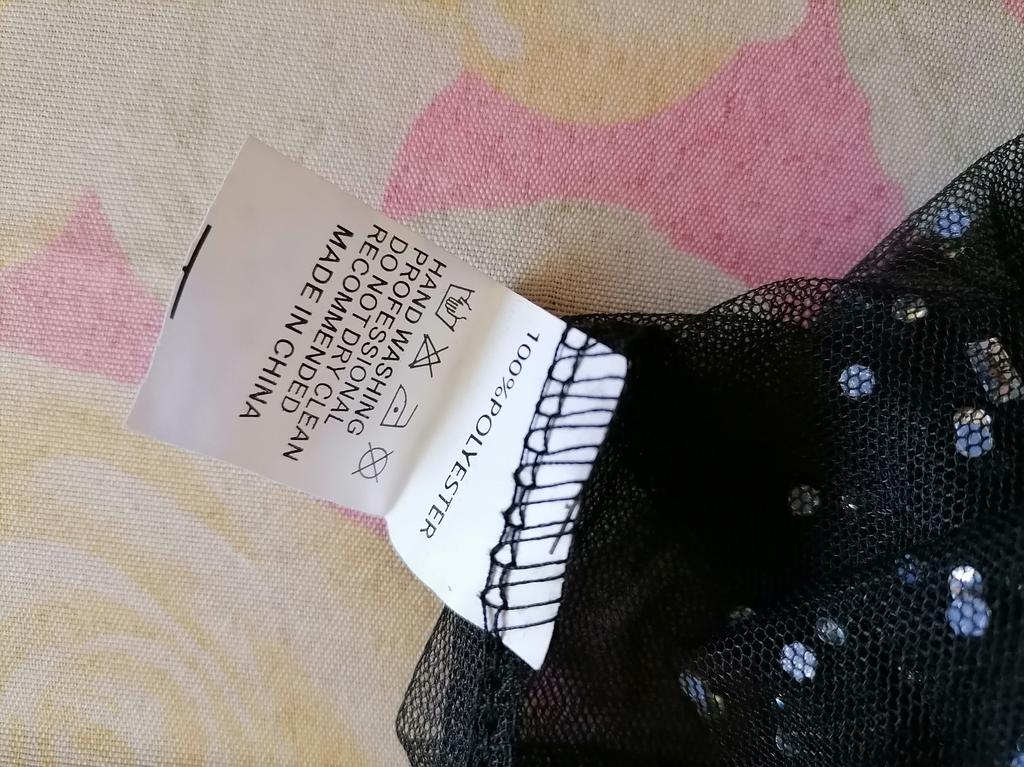 100%POLYESTER
HAND WASHING
PROFESSIONAL
DO NOT DRY CLEAN
RECOMMENDED
MADE IN CHINA